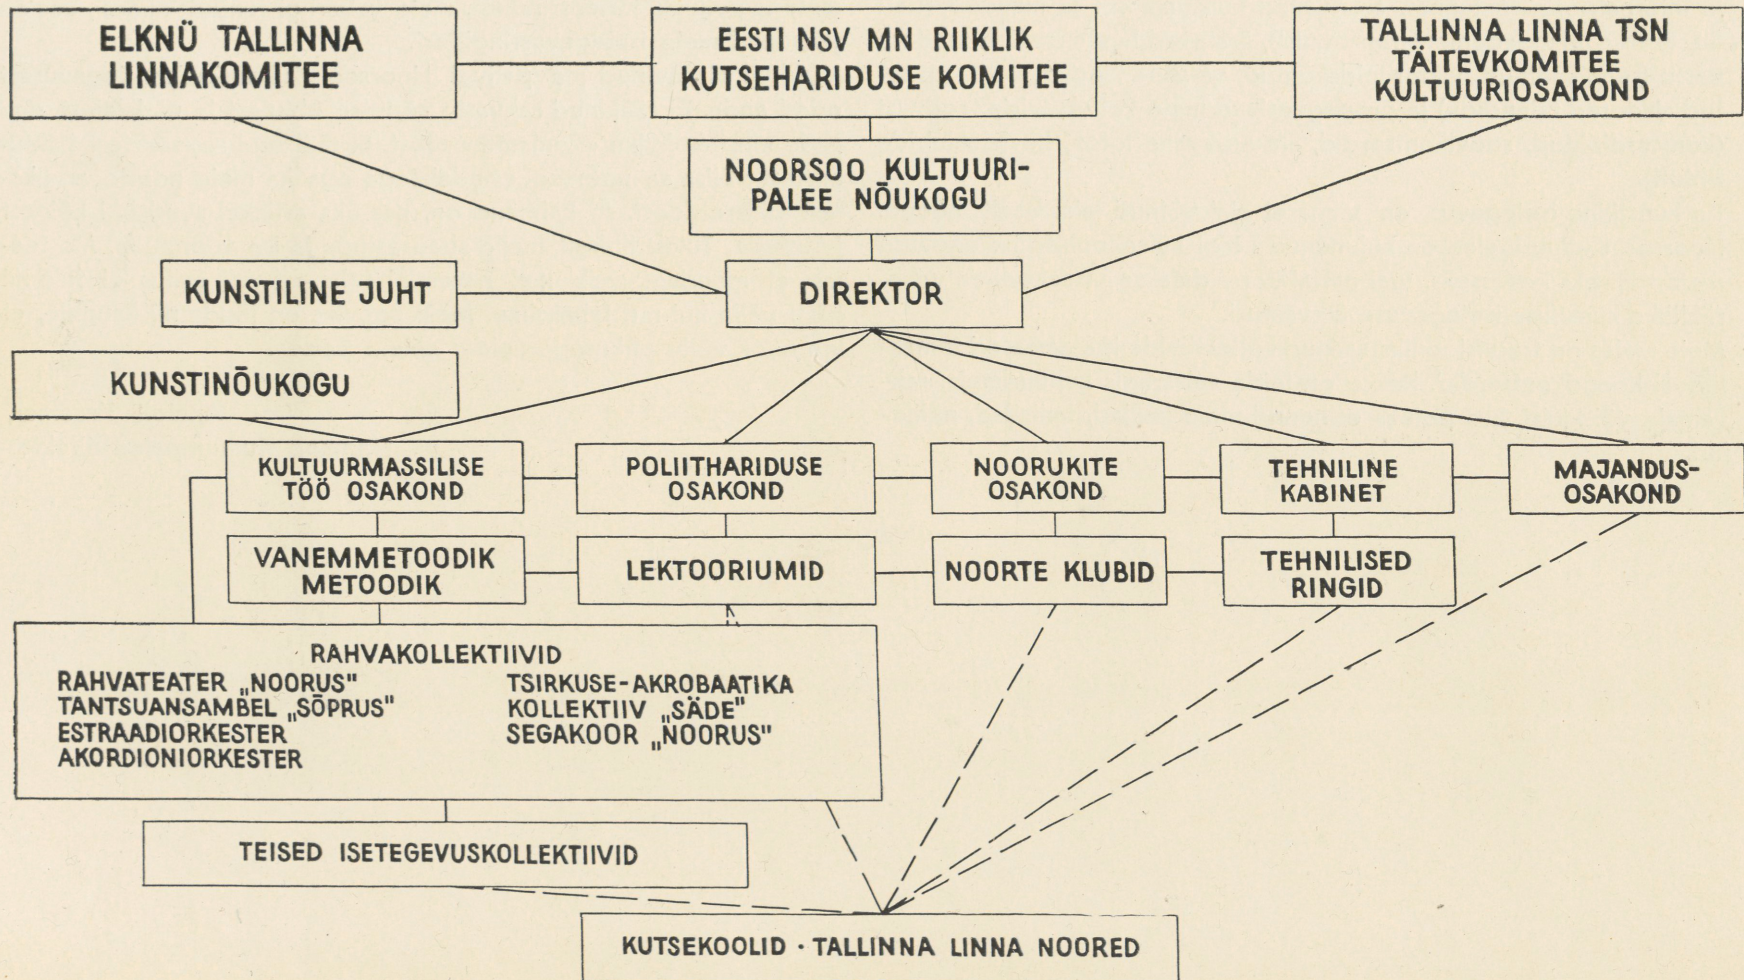 ELKNÜ TALLINNA
LINNAKOMITEE
EESTI NSV MN RIIKLIK
KUTSEHARIDUSE KOMITEE
TALLINNA LINNA TSN
TÄITEVKOMITEE
KULTUURIOSAKOND
NOORSOO KULTUURI-
PALEE NÕUKOGU
KUNSTILINE JUHT
DIREKTOR
KUNSTINÕUKOGU
KULTUURMASSILISE
TÖÖ OSAKOND
POLIITHARIDUSE
OSAKOND
NOORUKITE
OSAKOND
TEHNILINE
KABINET
MAJANDUS-
OSAKOND
VANEMMETOODIK
METOODIK
LEKTOORIUMID
NOORTE KLUBID
TEHNILISED
RINGID
RAHVAKOLLEKTIIVID
RAHVATEATER „NOORUS"
TANTSUANSAMBEL „SÕPRUS"
ESTRAADIORKESTER
AKORDIONIORKESTER
TSIRKUSE-AKROBAATIKA
KOLLEKTIIV „SÄDE"
SEGAKOOR „NOORUS"
TEISED ISETEGEVUSKOLLEKTIIVID
KUTSEKOOLID · TALLINNA LINNA NOORED